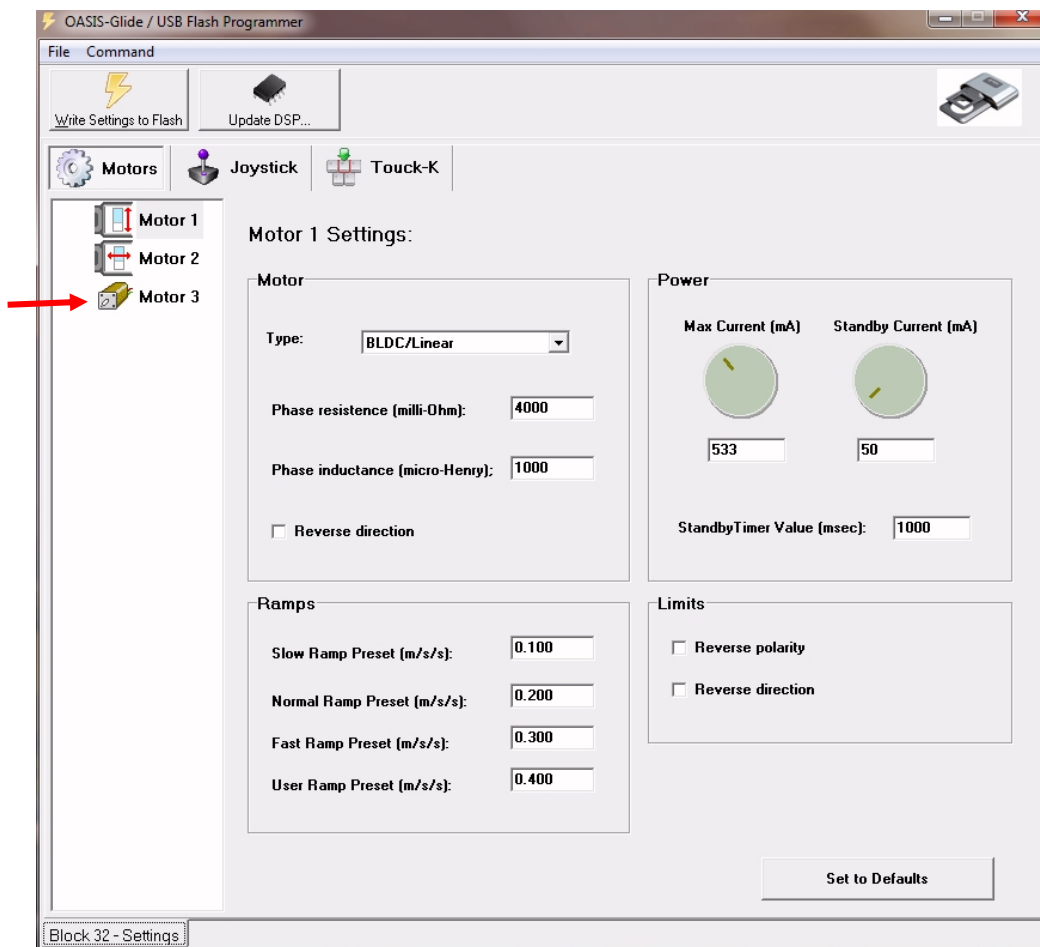 OASIS-Glide / USB Flash Programmer
File Command
Write Settings to Flash Update DSP...
Motors Joystick Touck-K
Motor 1
Motor 2
Motor 3
Motor 1 Settings:
Motor
Type: BLDC/Linear
Phase resistence (milli-Ohm): 4000
Phase inductance (micro-Henry); 1000
Reverse direction
Power
Max Current (mA) Standby Current (mA)
533 50
StandbyTimer Value (msec): 1000
Ramps
Slow Ramp Preset (m/s/s): 0.100
Normal Ramp Preset (m/s/s): 0.200
Fast Ramp Preset (m/s/s): 0.300
User Ramp Preset (m/s/s): 0.400
Limits
Reverse polarity
Reverse direction
Set to Defaults
Block 32 - Settings